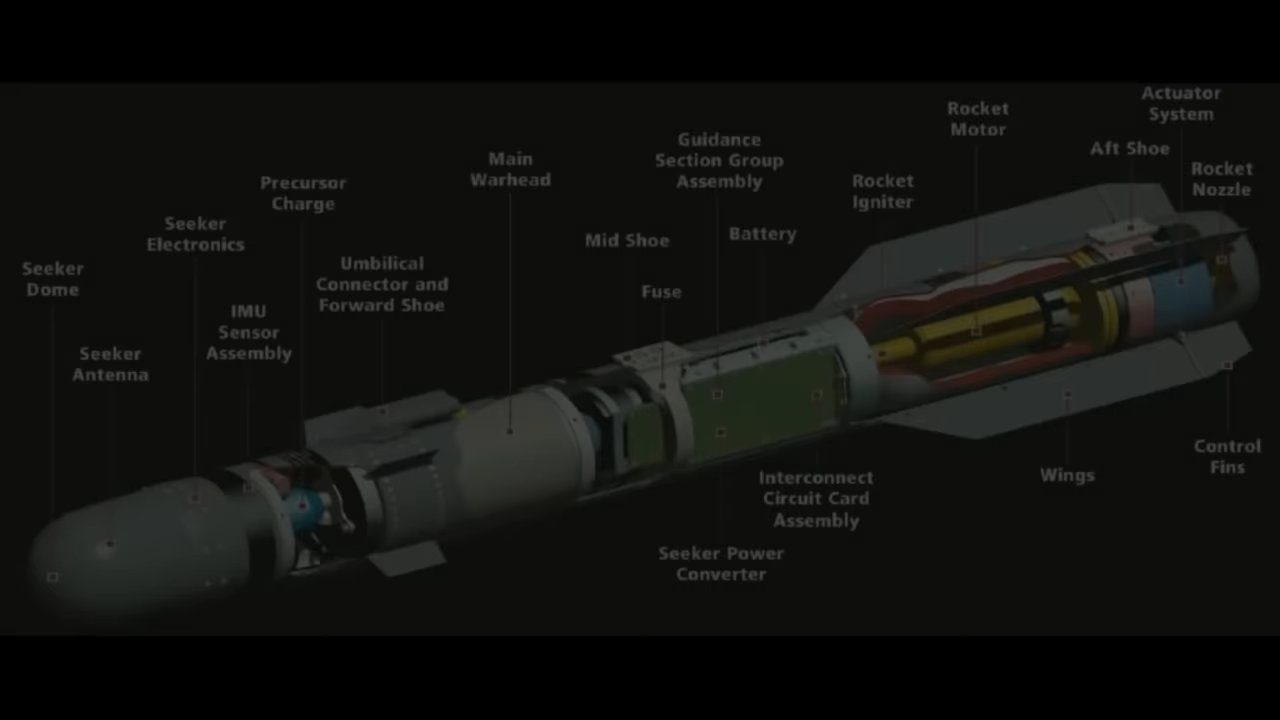 Actuator
System
Rocket
Motor
Aft Shoe
Guidance
Section Group
Assembly
Rocket
Nozzle
Main
Warhead
Rocket
Igniter
Precursor
Charge
Seeker
Electronics
Mid Shoe
Battery
Seeker
Dome
Umbilical
Connector and
Forward Shoe
Fuse
IMU
Sensor
Assembly
Seeker
Antenna
Control
Fins
Wings
Interconnect
Circuit Card
Assembly
Seeker Power
Converter